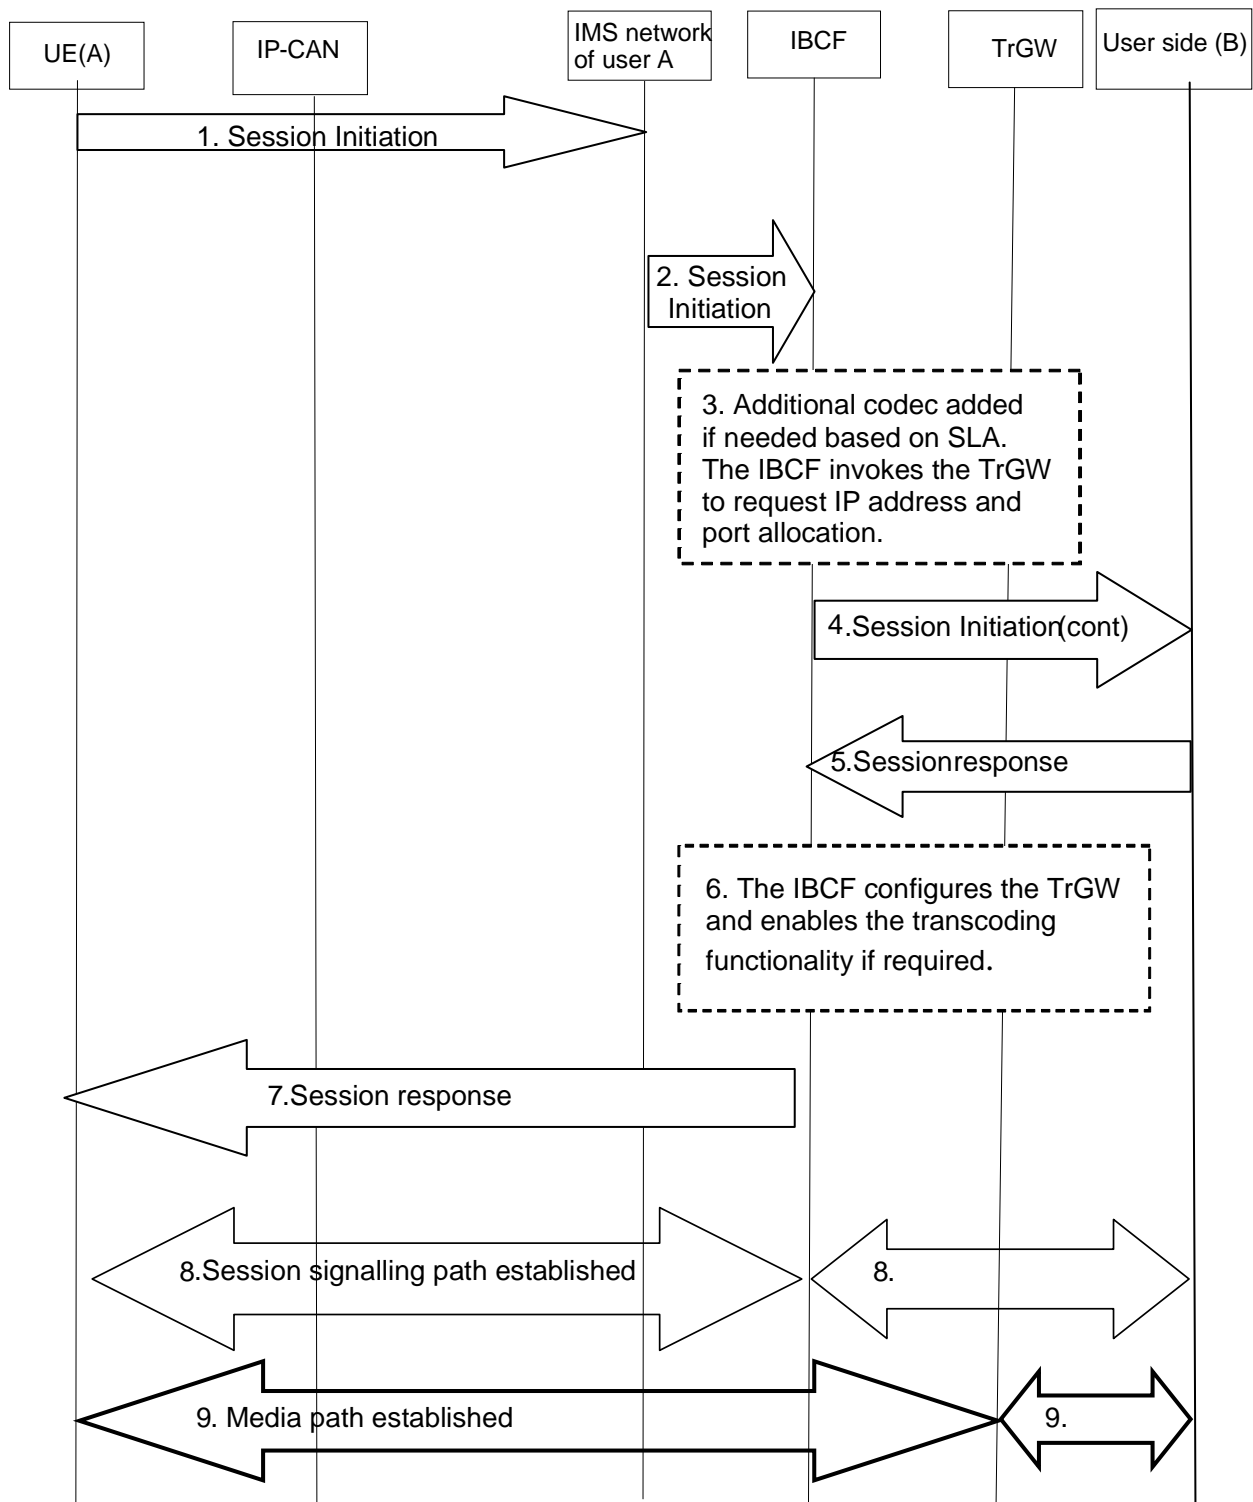 UE(A)
IP-CAN
IMS network
of user A
IBCF
TrGW
User side (B)
1. Session Initiation
2. Session
Initiation
3. Additional codec added
if needed based on SLA.
The IBCF invokes the TrGW
to request IP address and
port allocation.
4.Session Initiation(cont)
5.Sessionresponse
6. The IBCF configures the TrGW
and enables the transcoding
functionality if required.
7.Session response
8.Session signalling path established
8.
9. Media path established
9.